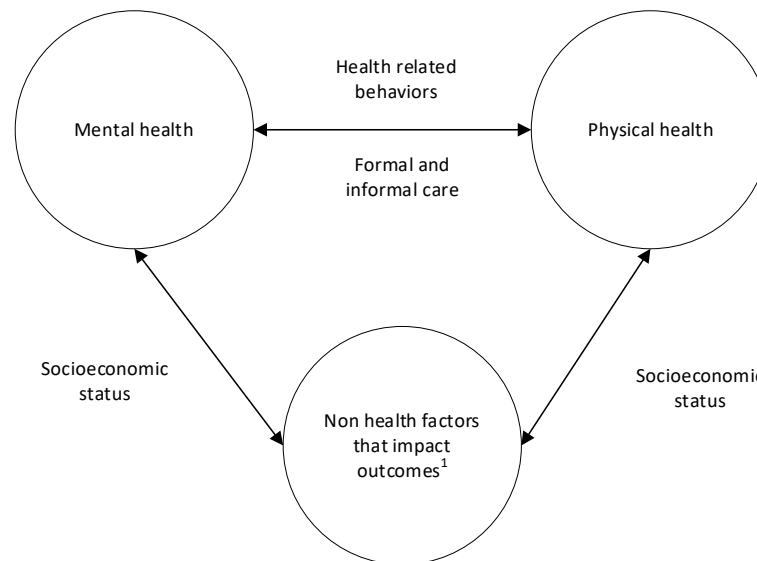 Health related
behaviors
Mental health
Physical health
Formal and
informal care
Socioeconomic
status
Socioeconomic
status
Non health factors
that impact
outcomes1